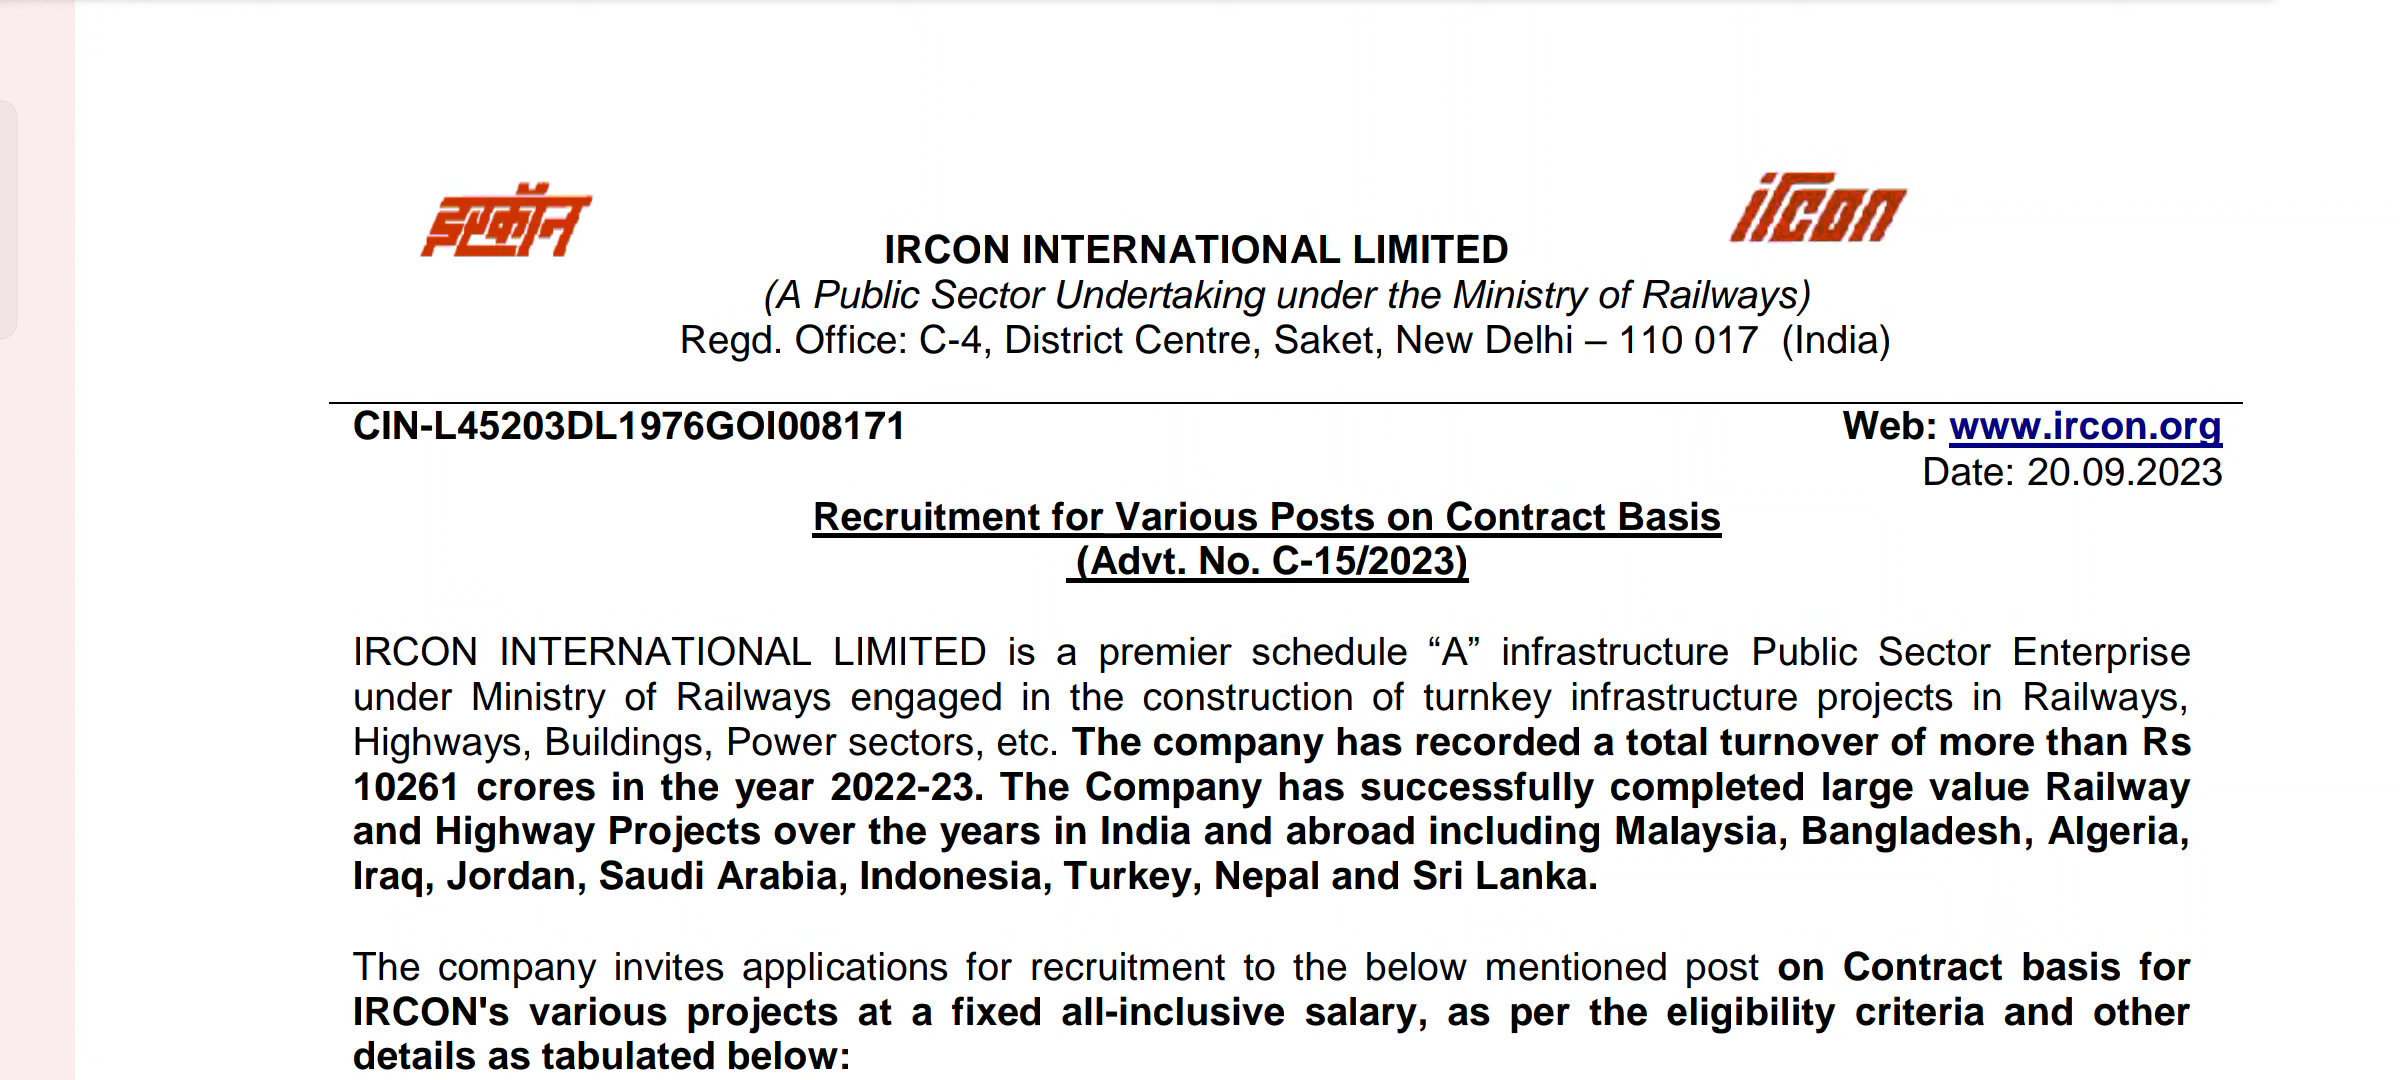 इरकॉन
ircon
IRCON INTERNATIONAL LIMITED
(A Public Sector Undertaking under the Ministry of Railways)
Regd. Office: C-4, District Centre, Saket, New Delhi – 110 017 (India)
CIN-L45203DL1976GOI008171
Web: www.ircon.org
Date: 20.09.2023
Recruitment for Various Posts on Contract Basis
(Advt. No. C-15/2023)
IRCON INTERNATIONAL LIMITED is a premier schedule “A” infrastructure Public Sector Enterprise
under Ministry of Railways engaged in the construction of turnkey infrastructure projects in Railways,
Highways, Buildings, Power sectors, etc. The company has recorded a total turnover of more than Rs
10261 crores in the year 2022-23. The Company has successfully completed large value Railway
and Highway Projects over the years in India and abroad including Malaysia, Bangladesh, Algeria,
Iraq, Jordan, Saudi Arabia, Indonesia, Turkey, Nepal and Sri Lanka.
The company invites applications for recruitment to the below mentioned post on Contract basis for
IRCON's various projects at a fixed all-inclusive salary, as per the eligibility criteria and other
details as tabulated below: